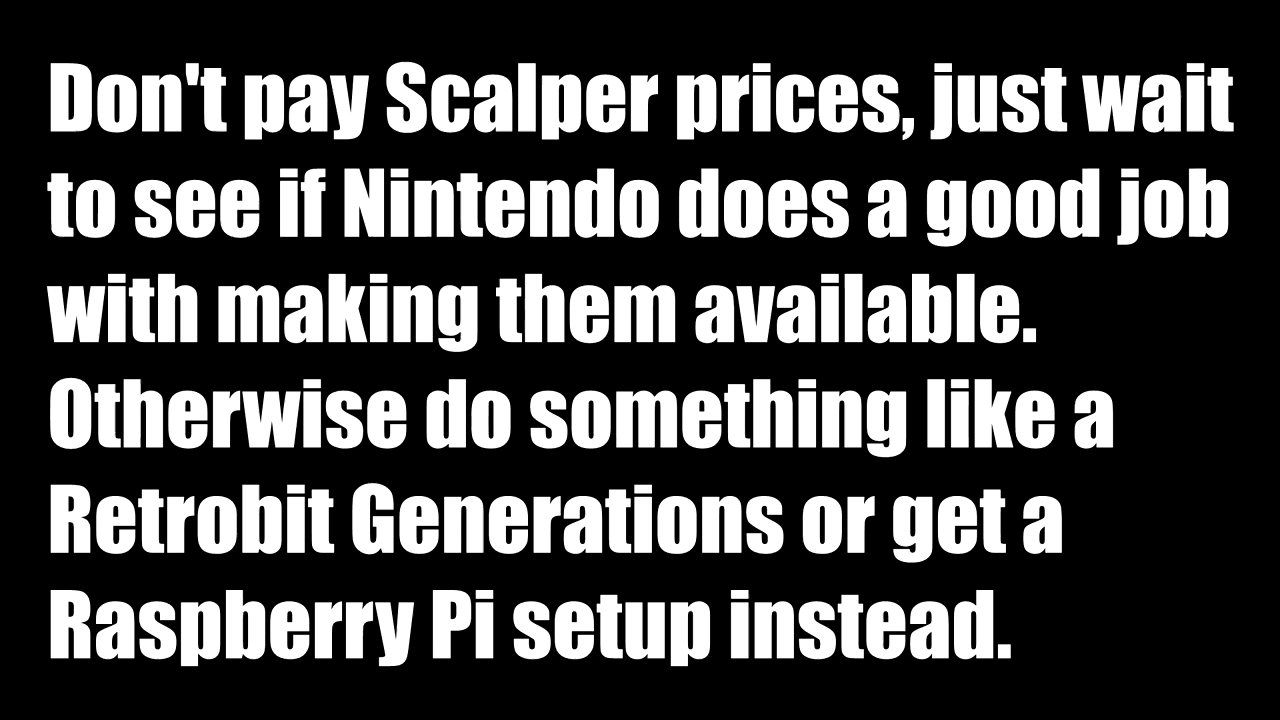 Don't pay Scalper prices, just wait
to see if Nintendo does a good job
with making them available.
Otherwise do something like a
Retrobit Generations or get a
Raspberry Pi setup instead.